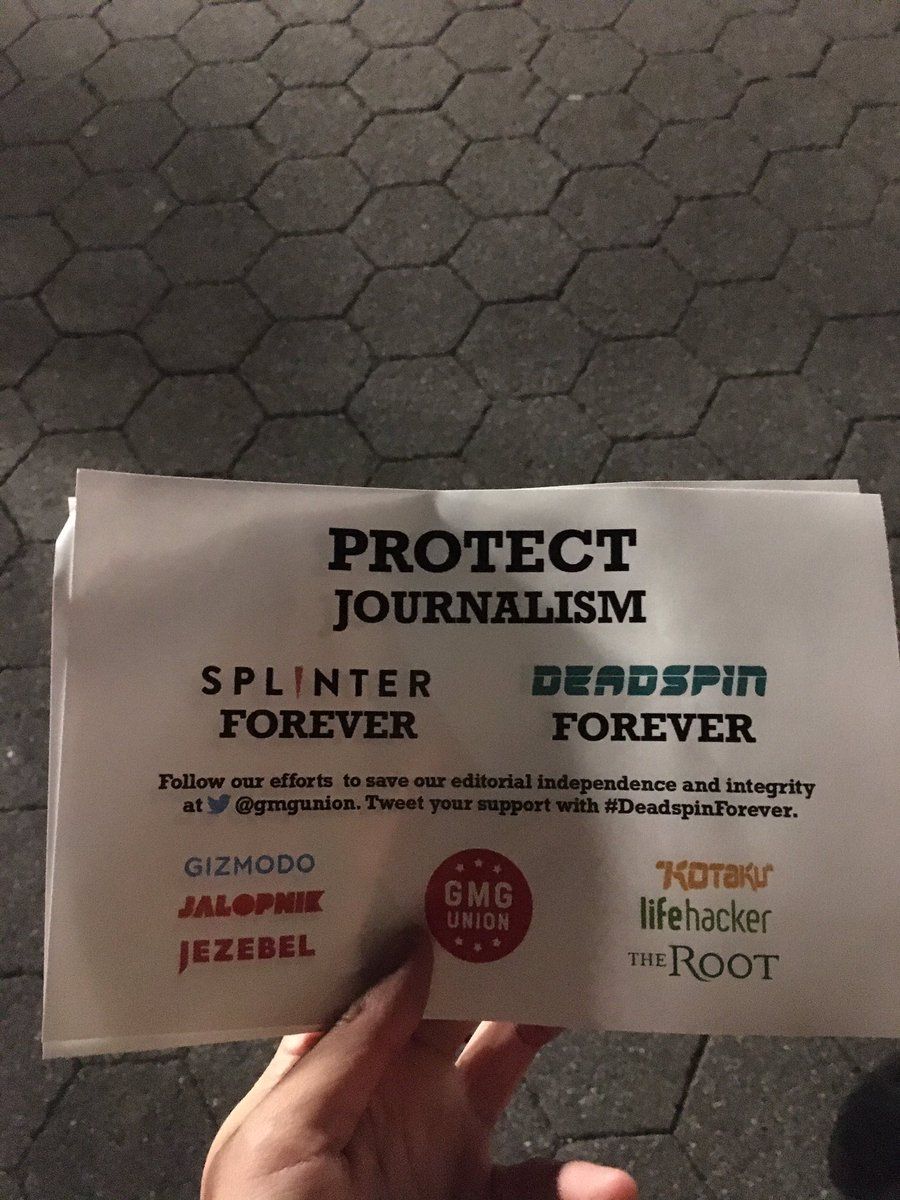 PROTECT
JOURNALISM
SPLINTER
FOREVER
DEADSPIN
FOREVER
Follow our efforts to save our editorial independence and integrity
at @gmgunion. Tweet your support with #DeadspinForever.
GIZMODO
JALOPNIK
JEZEBEL
GMG
UNION
KOTAKU
lifehacker
THE ROOT